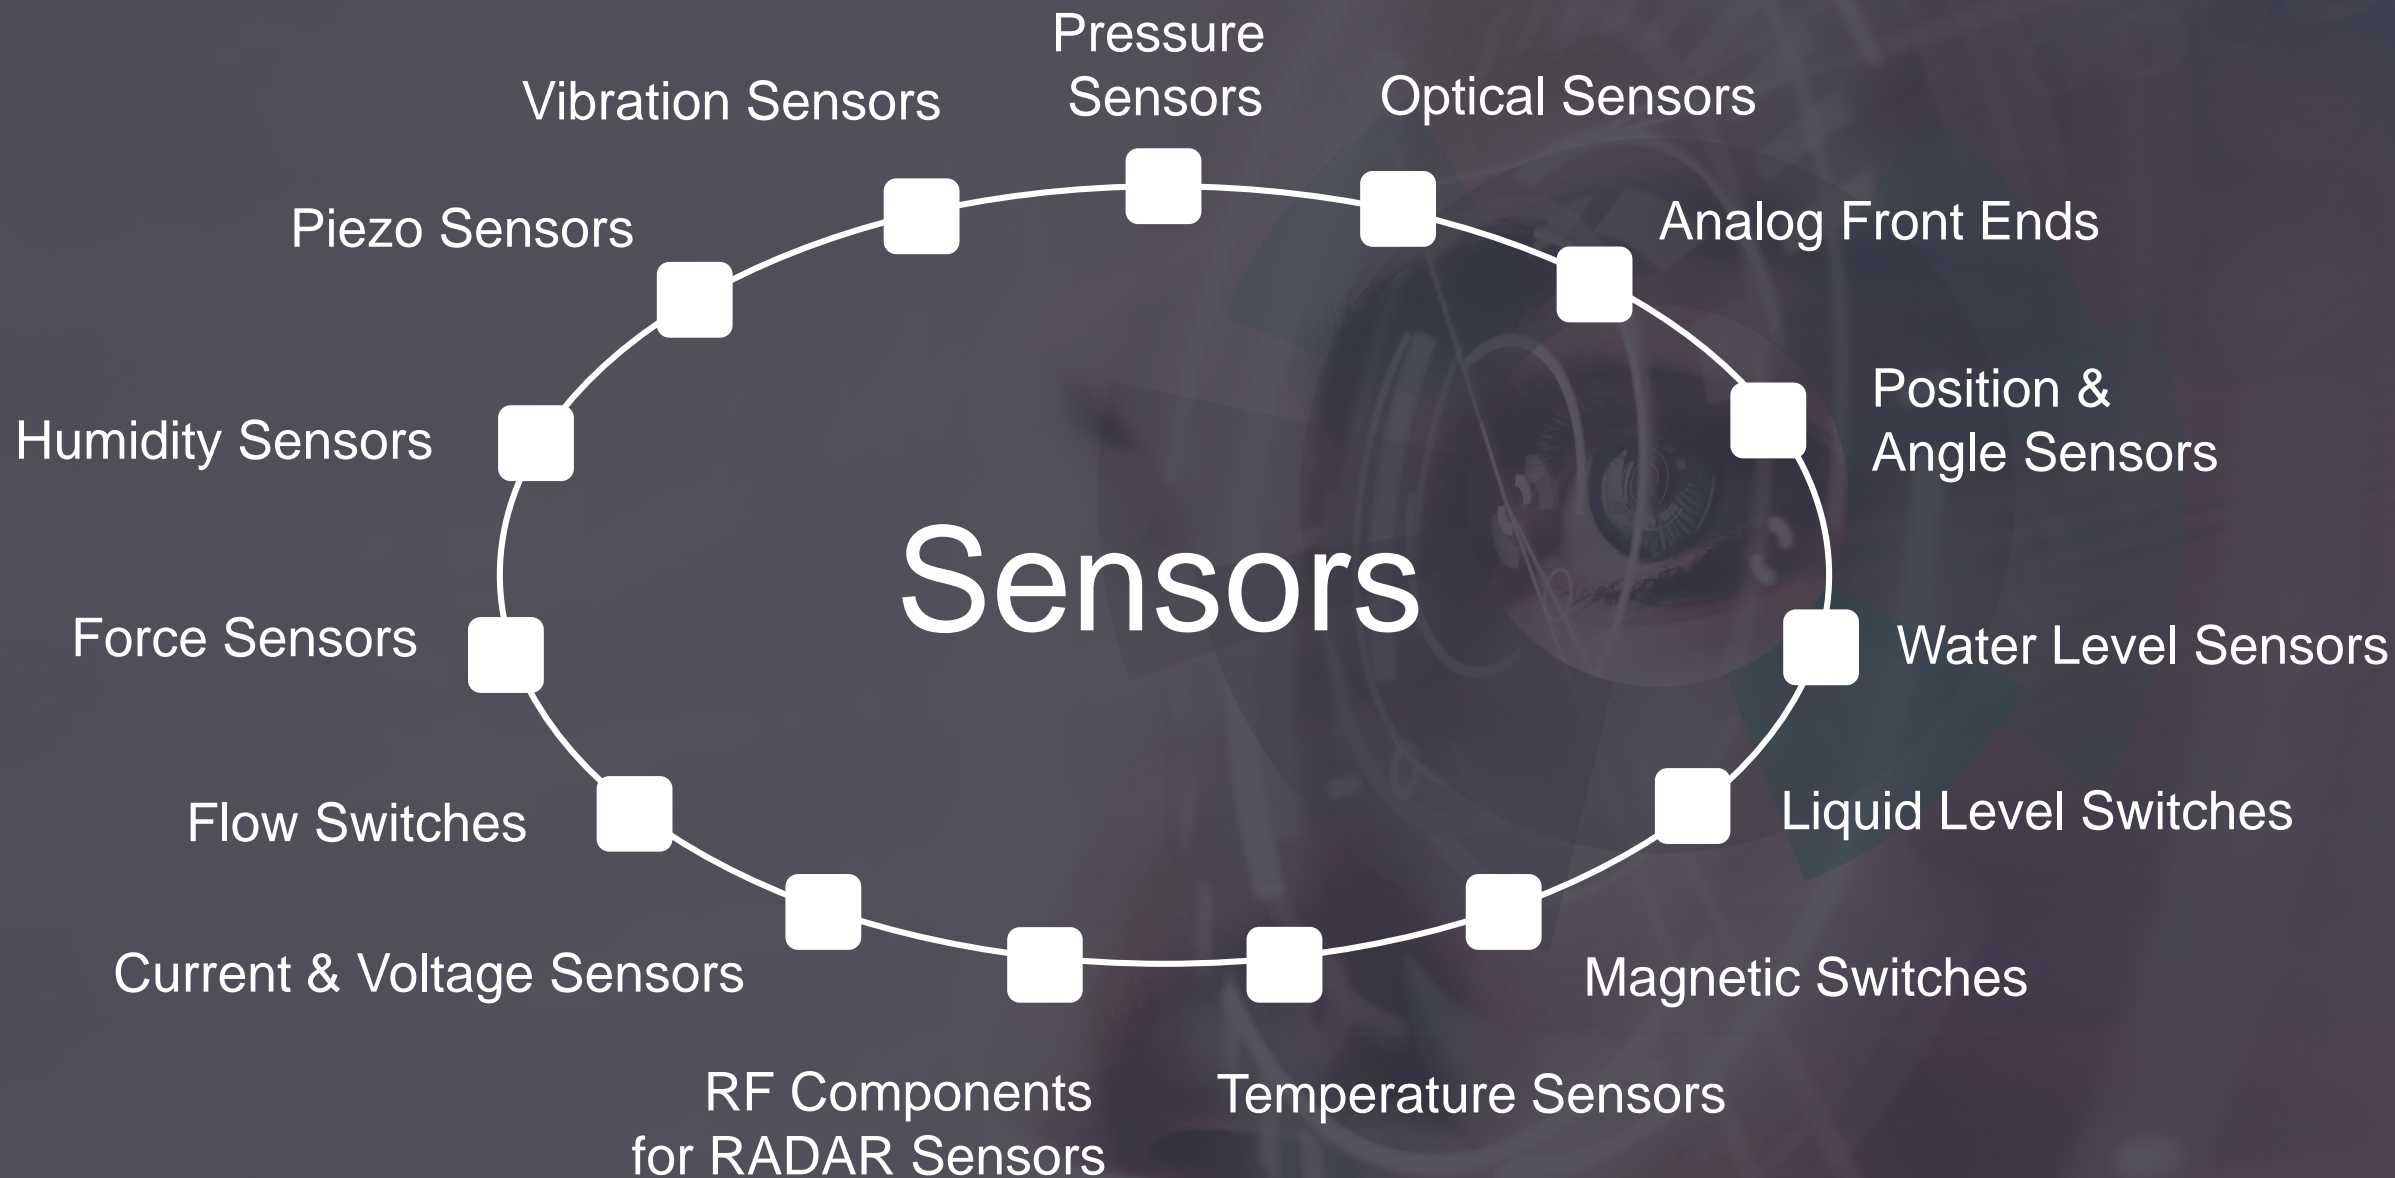 Pressure
Sensors
Optical Sensors
Analog Front Ends
Position &
Angle Sensors
Water Level Sensors
Liquid Level Switches
Magnetic Switches
Temperature Sensors
RF Components
for RADAR Sensors
Current & Voltage Sensors
Flow Switches
Force Sensors
Humidity Sensors
Piezo Sensors
Vibration Sensors
Sensors